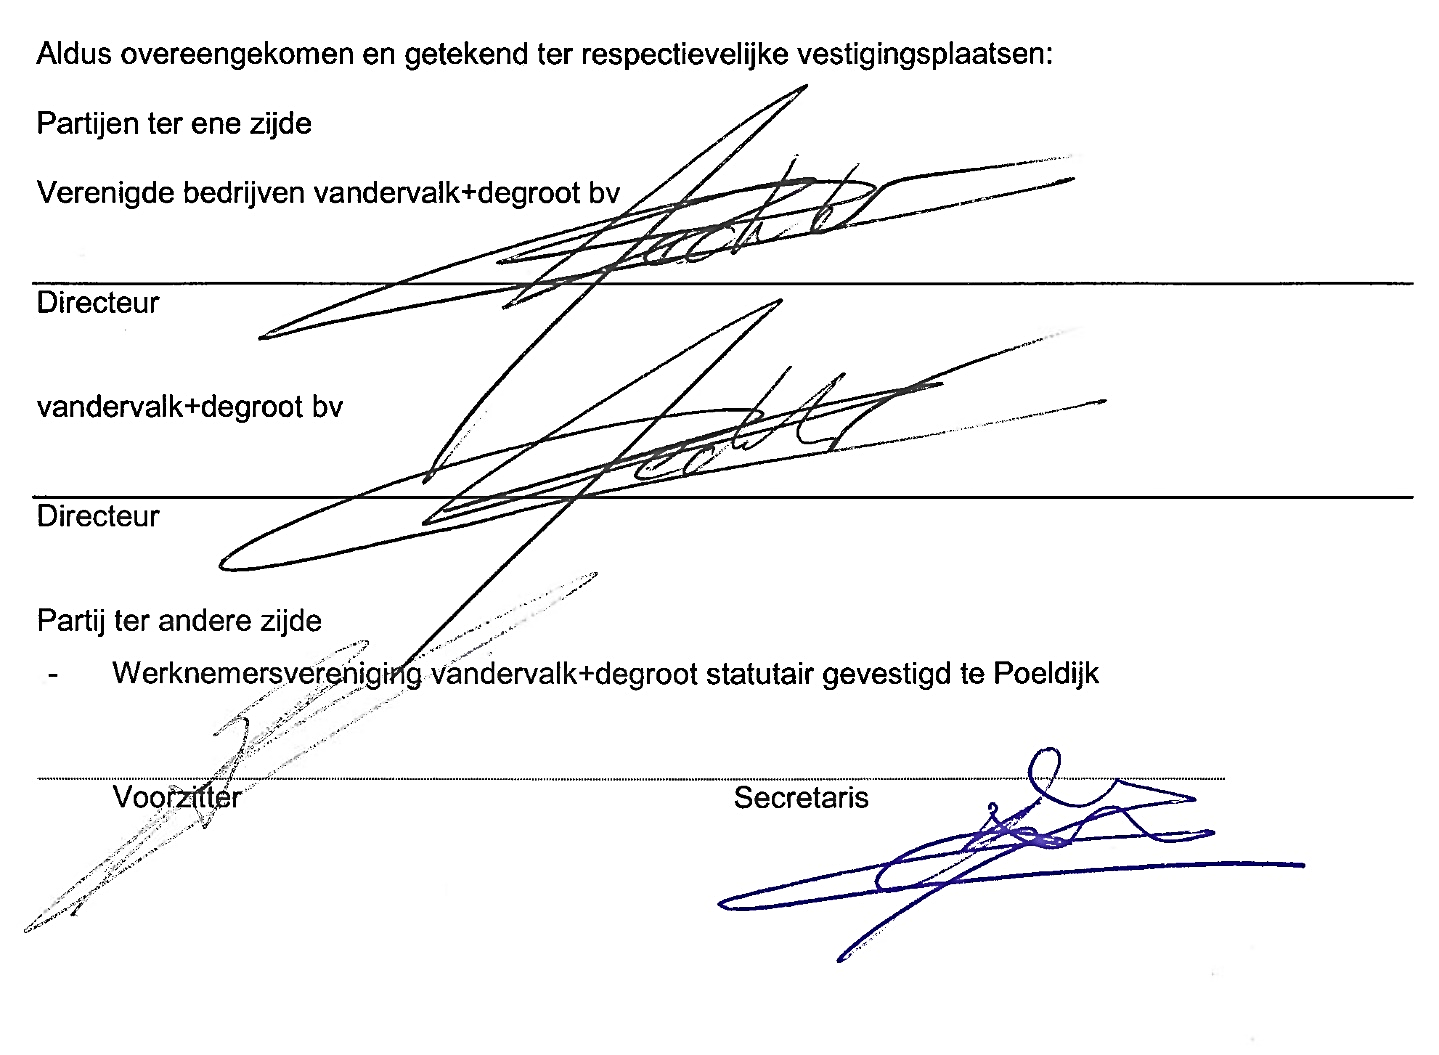 Aldus overeengekomen en getekend ter respectievelijke vestigingsplaatsen:
Partijen ter ene zijde
Verenigde bedrijven vandervalk+degroot bv
Directeur
vandervalk+degroot bv
Directeur
Partij ter andere zijde
- Werknemersvereniging vandervalk+degroot statutair gevestigd te Poeldijk
Voorzitter Secretaris